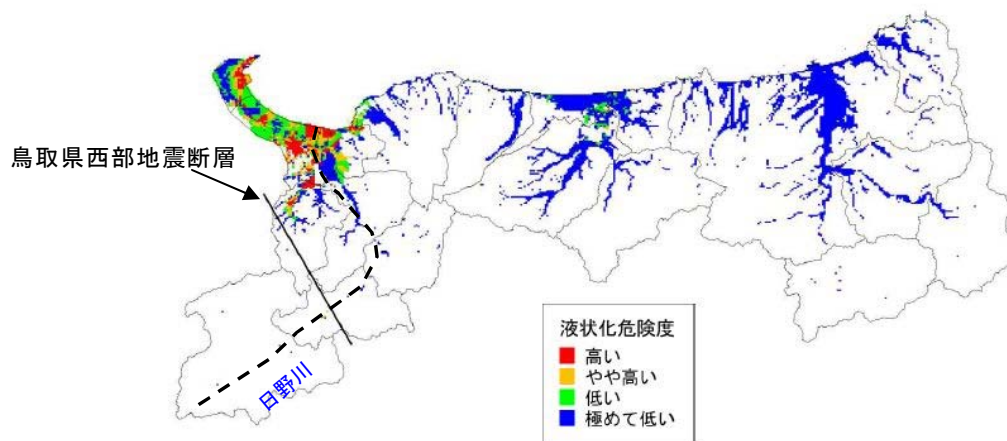 鳥取県西部地震断層
日野川
液状化危険度
高い
やや高い
低い
極めて低い